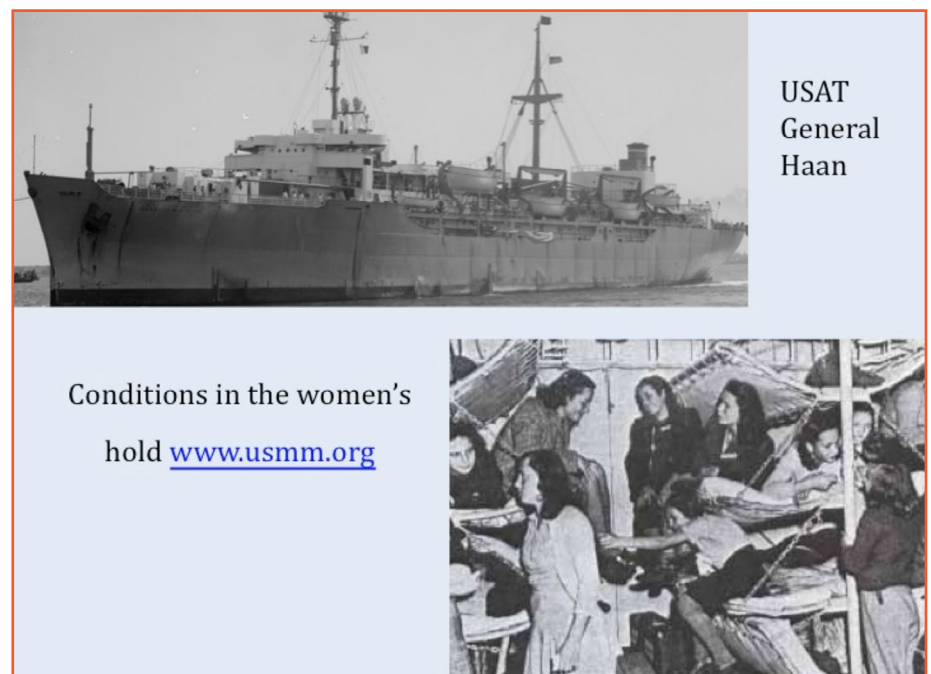 USAT
General
Haan
Conditions in the women’s
hold www.usmm.org